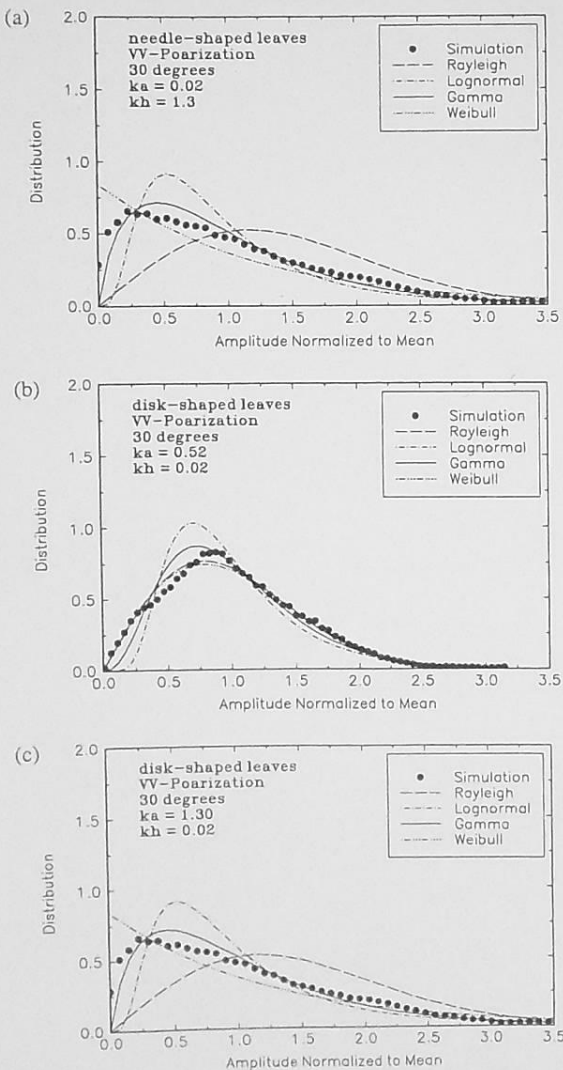 (a)
2.0
1.5
1.0
0.5
0.0
Distribution
needle-shaped leaves
VV-Poarization
30 degrees
ka = 0.02
kh = 1.3
Simulation
Rayleigh
Lognormal
Gamma
Weibull
0.0 0.5 1.0 1.5 2.0 2.5 3.0 3.5
Amplitude Normalized to Mean
(b)
2.0
1.5
1.0
0.5
0.0
Distribution
disk-shaped leaves
VV-Poarization
30 degrees
ka = 0.52
kh = 0.02
Simulation
Rayleigh
Lognormal
Gamma
Weibull
0.0 0.5 1.0 1.5 2.0 2.5 3.0 3.5
Amplitude Normalized to Mean
(c)
2.0
1.5
1.0
0.5
0.0
Distribution
disk-shaped leaves
VV-Poarization
30 degrees
ka = 1.30
kh = 0.02
Simulation
Rayleigh
Lognormal
Gamma
Weibull
0.0 0.5 1.0 1.5 2.0 2.5 3.0 3.5
Amplitude Normalized to Mean